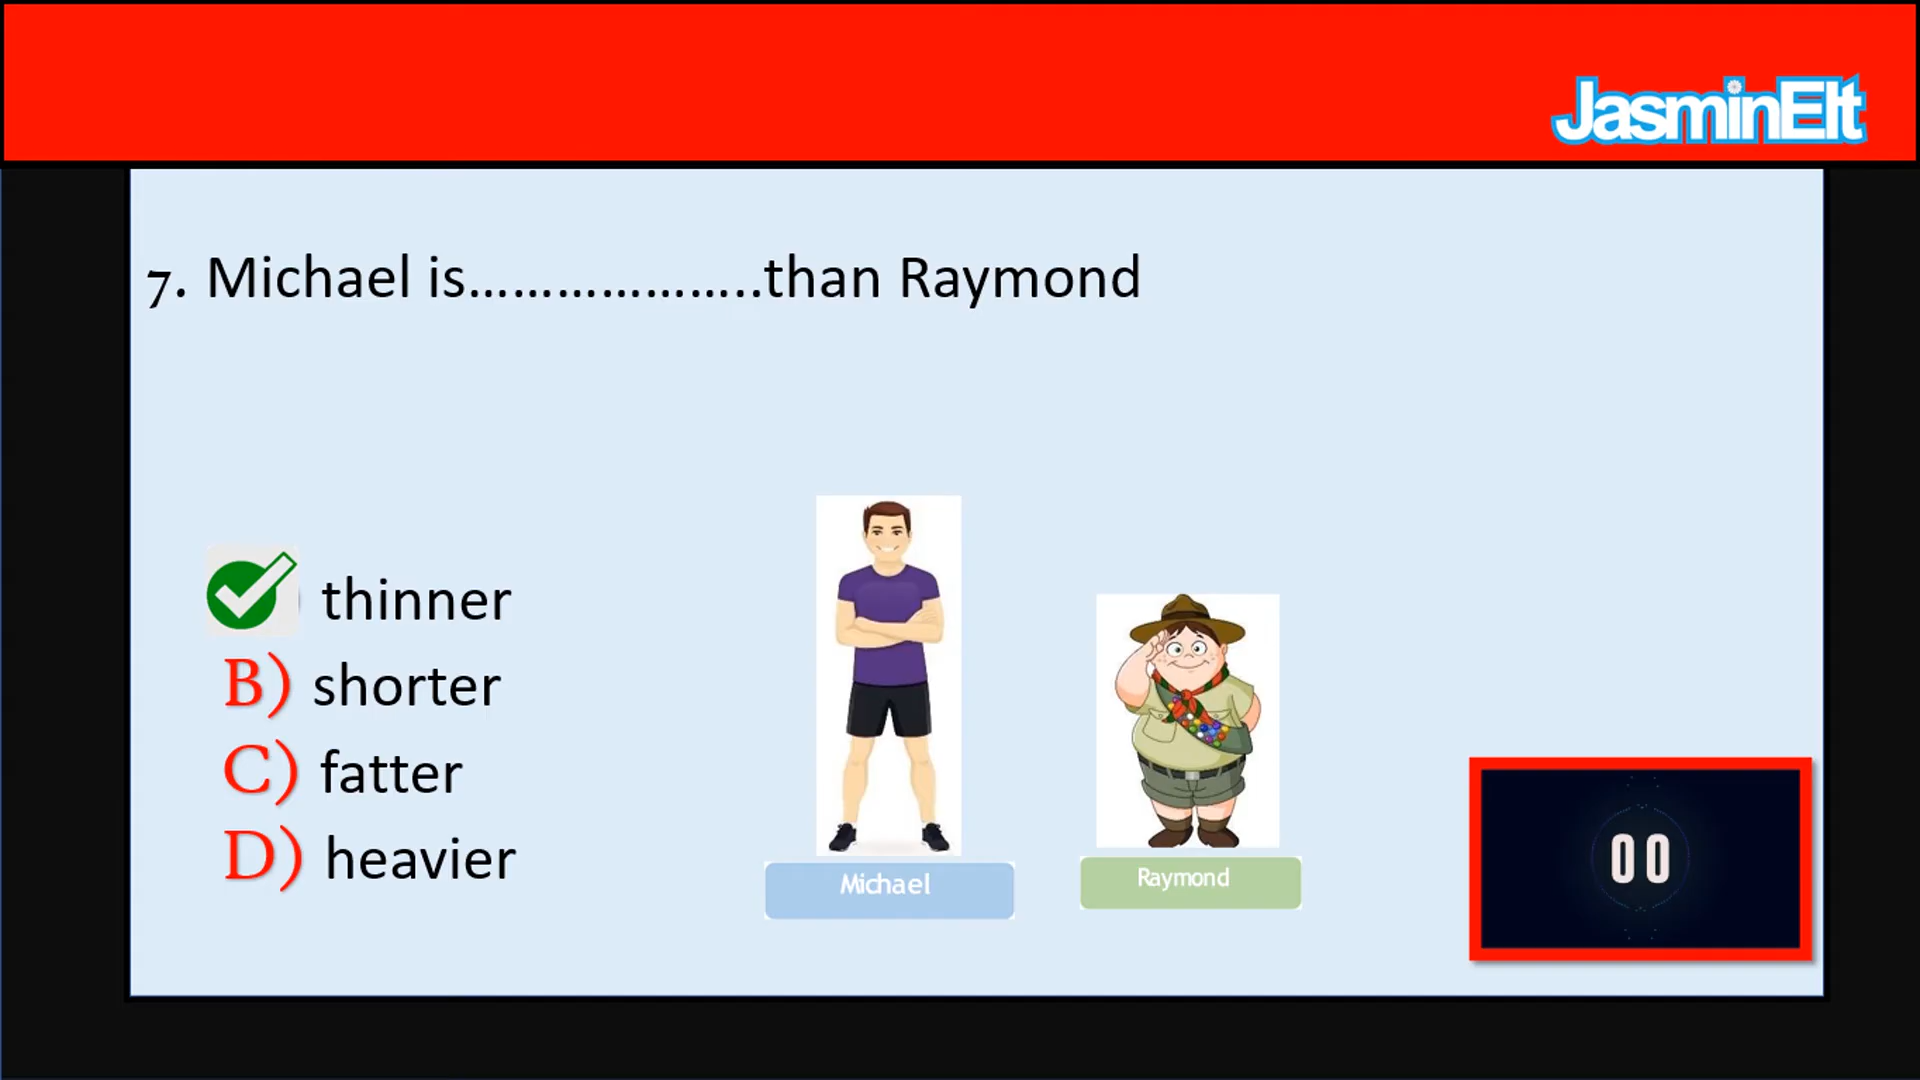 JasminElt
7. Michael is………………..than Raymond
thinner
B) shorter
C) fatter
D) heavier
Michael
Raymond
00